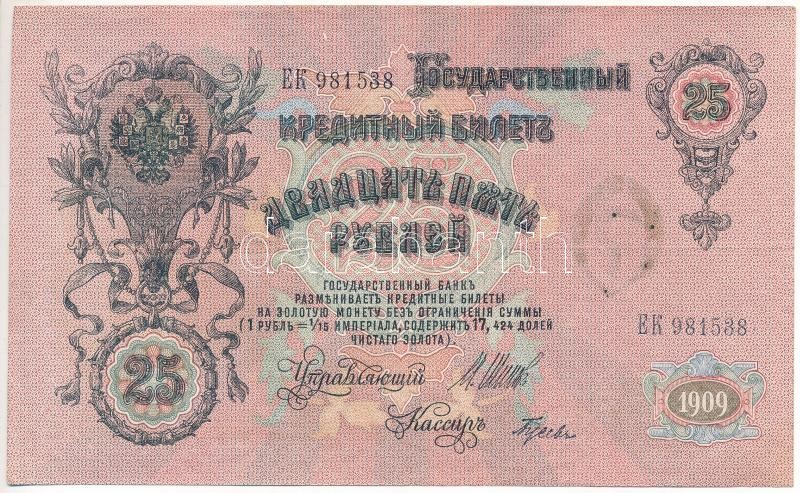 ЕК 981538 Государственный
25
Кредитный Билетъ
Двадцать пять
рублей
Государственный банкъ
размѣниваетъ кредитные билеты
на золотую монету безъ ограниченія суммы
(1 рубль = 1/15 имперіала, содержитъ 17,424 долей
чистаго золота).
ЕК 981538
25
Управляющій
1909
Кассиръ